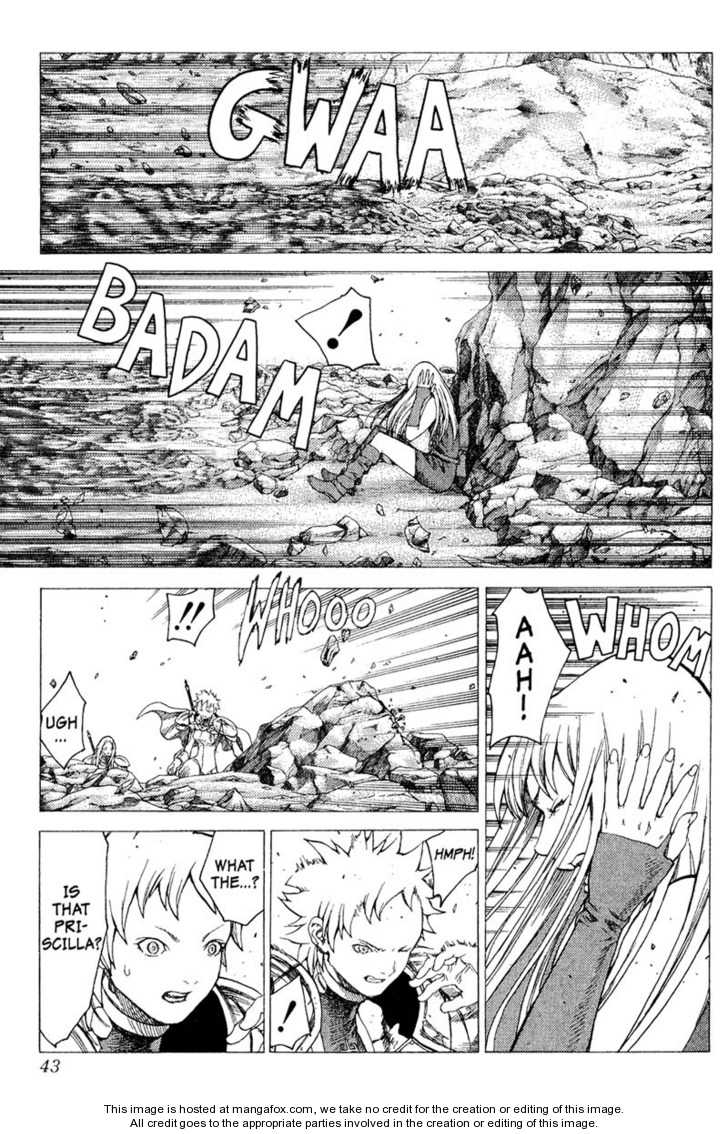 GWAA
BADAM
!
!!
WHOOO
UGH
...
AAH!
WHOM
WHAT
THE...?
IS
THAT
PRI-
SCILLA?
HMPH!
!
43
This image is hosted at mangafox.com, we take no credit for the creation or editing of this image.
All credit goes to the appropriate parties involved in the creation or editing of this image.